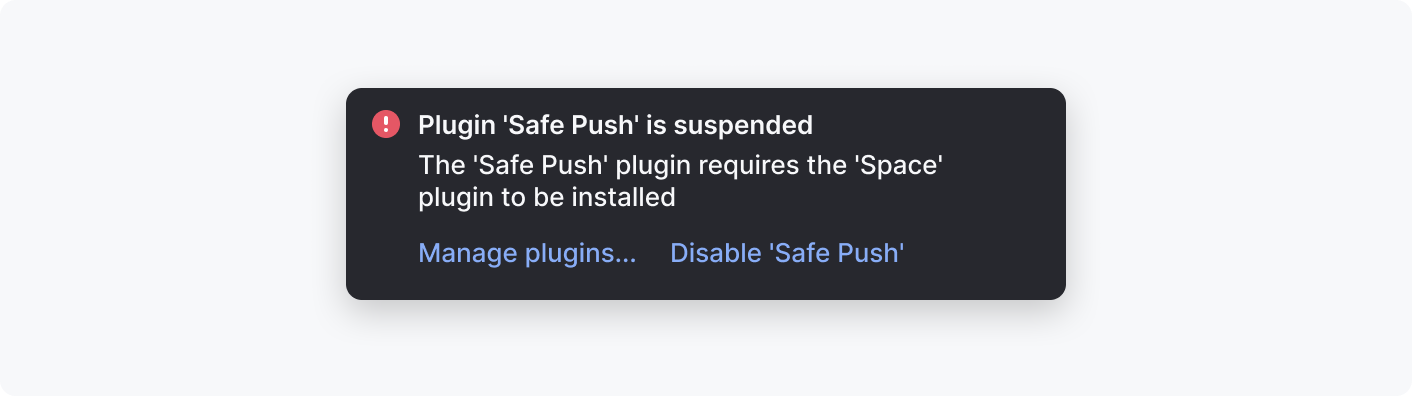 Plugin 'Safe Push' is suspended
The 'Safe Push' plugin requires the 'Space'
plugin to be installed
Manage plugins... Disable 'Safe Push'